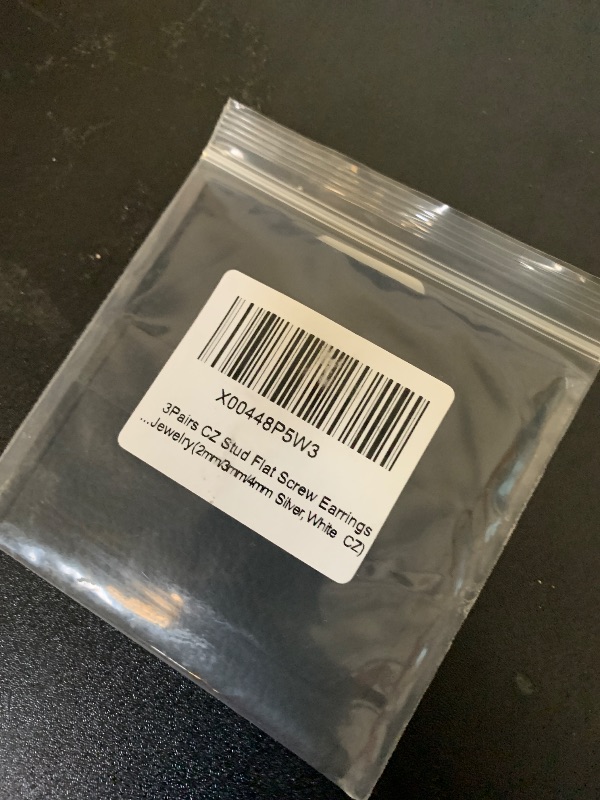 X00448P5W3
3Pairs CZ Stud Flat Screw Earrings
...Jewelry(2mm/3mm/4mm Silver, White CZ)